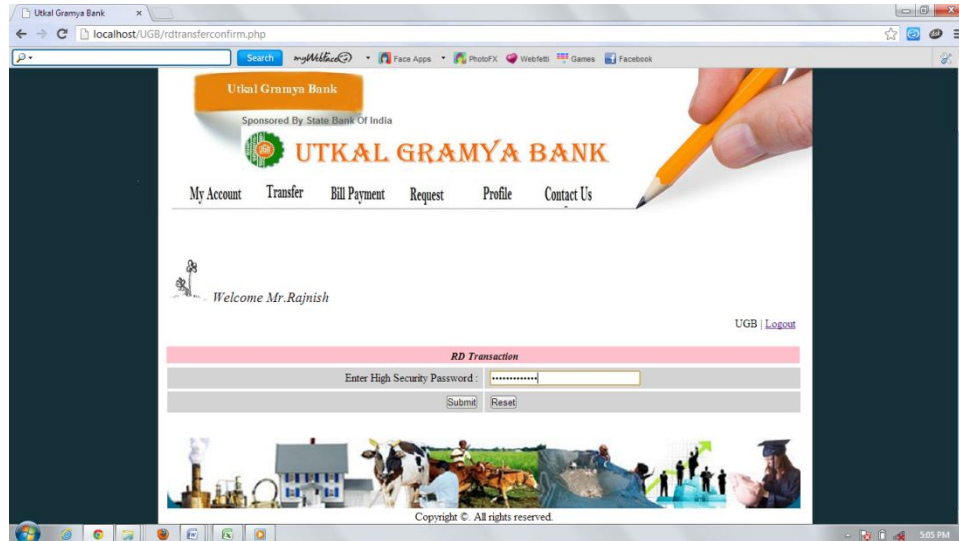 Utkal Gramya Bank
localhost/UGB/rdtransferconfirm.php
Search myWebface Face Apps PhotoFX Webfetti Games Facebook
Utkal Gramya Bank
Sponsored By State Bank Of India
UGB UTKAL GRAMYA BANK
My Account Transfer Bill Payment Request Profile Contact Us
Welcome Mr.Rajnish
UGB | Logout
RD Transaction
Enter High Security Password : •••••••••••••
Submit Reset
Copyright ©. All rights reserved.
5:05 PM